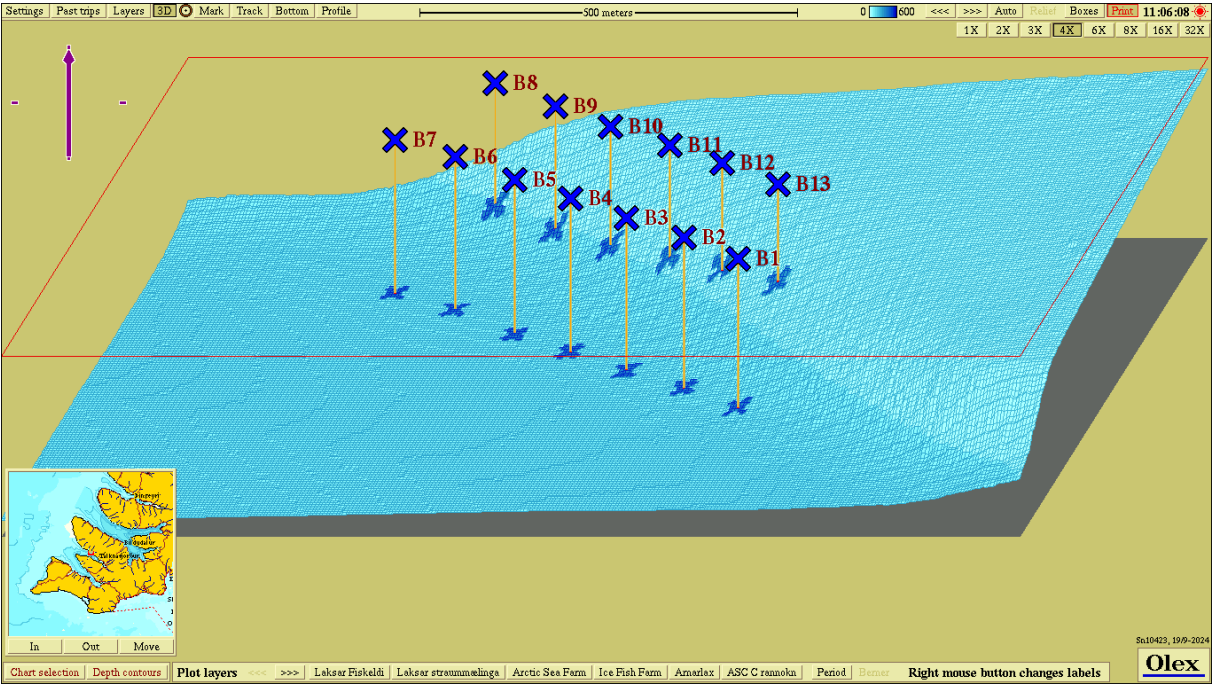 Settings Past trips Layers 3D Mark Track Bottom Profile 500 meters 0 600 <<< >>> Auto Relief Boxes Print 11:06:08
1X 2X 3X 4X 6X 8X 16X 32X
B8
B9
B10
B7
B11
B6
B12
B5
B13
B4
B3
B2
B1
In Out Move
Sn10423, 19/9-2024
Olex
Chart selection Depth contours Plot layers <<< >>> Laksar Fiskeldi Laksar straummælinga Arctic Sea Farm Ice Fish Farm Arnarlax ASC C rannokn Period Right mouse button changes labels